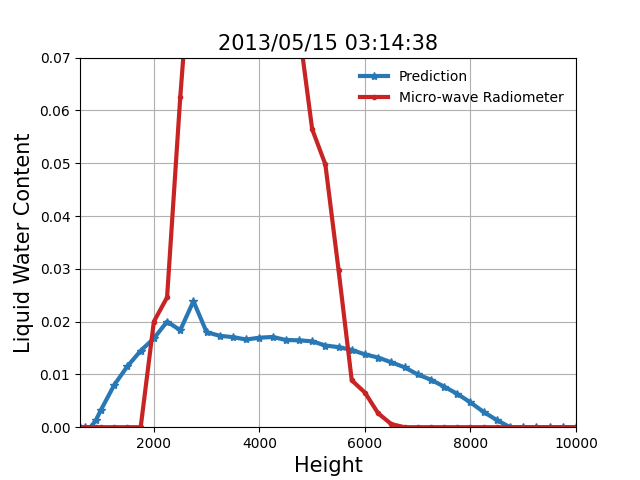 2013/05/15 03:14:38
Prediction
Micro-wave Radiometer
Liquid Water Content
0.07
0.06
0.05
0.04
0.03
0.02
0.01
0.00
2000 4000 6000 8000 10000
Height